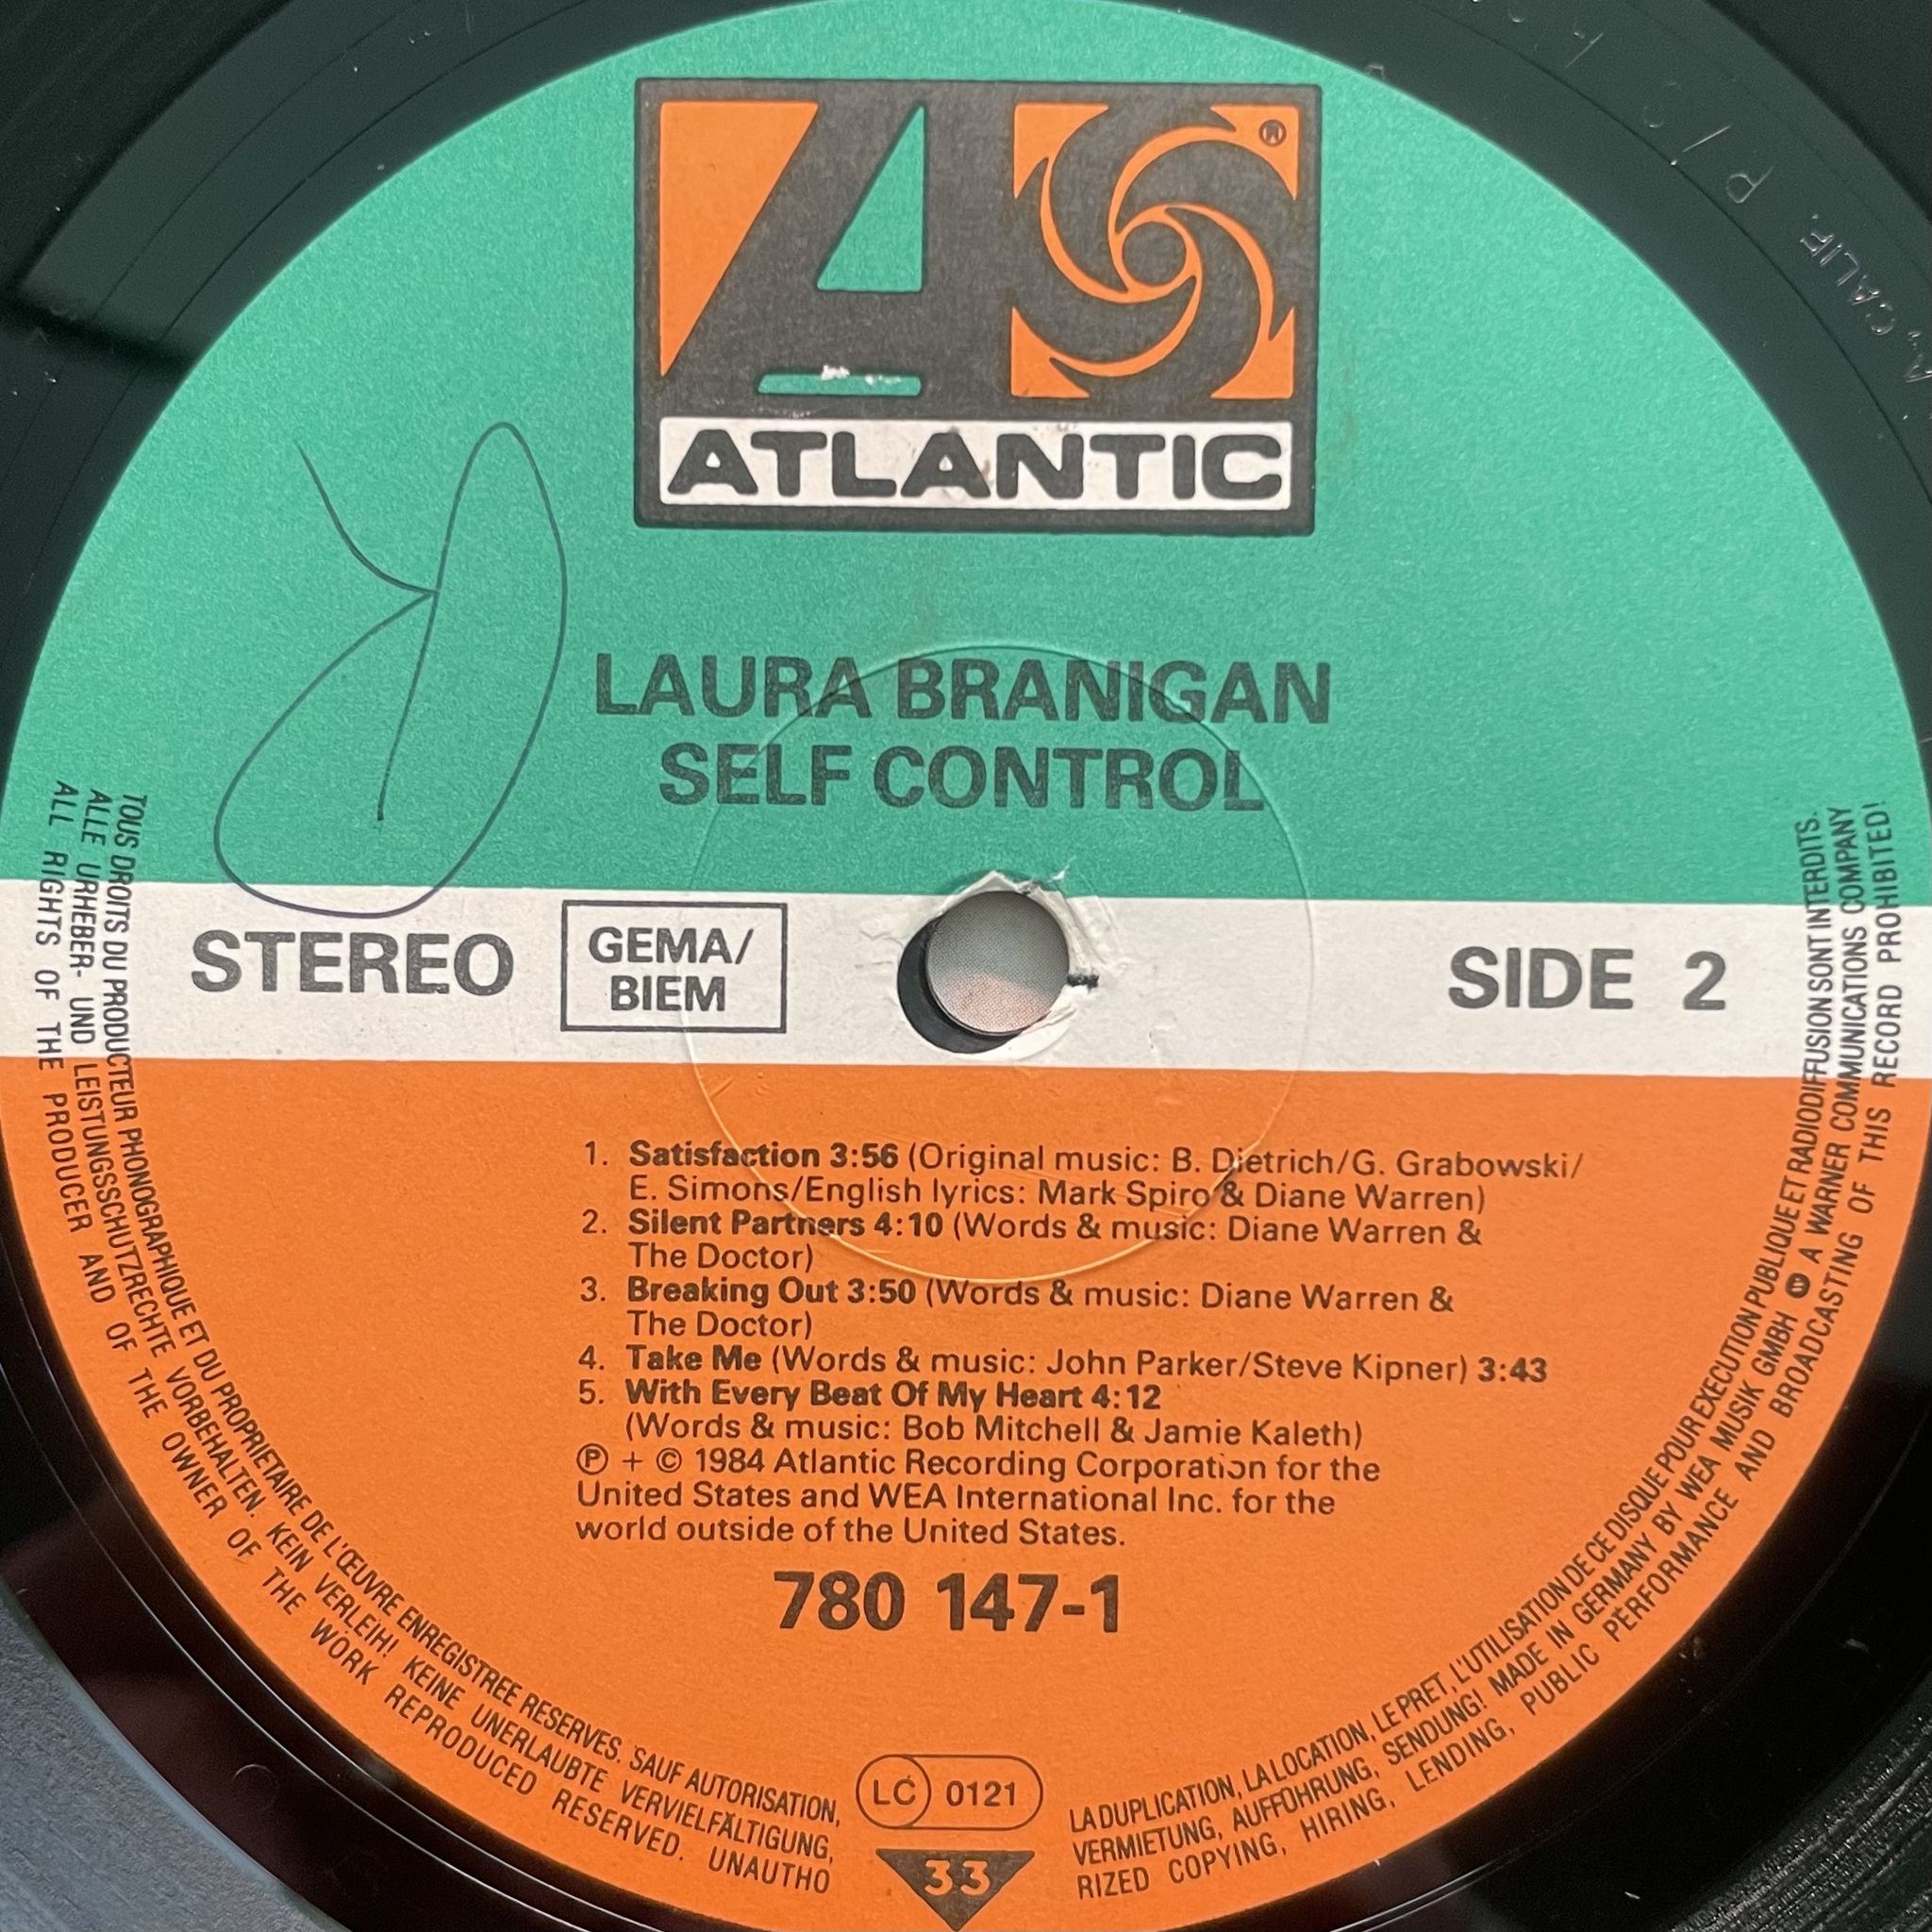 ®
ATLANTIC
LAURA BRANIGAN
SELF CONTROL
STEREO
GEMA/
BIEM
SIDE 2
1. Satisfaction 3:56 (Original music: B. Dietrich/G. Grabowski/
E. Simons/English lyrics: Mark Spiro & Diane Warren)
2. Silent Partners 4:10 (Words & music: Diane Warren &
The Doctor)
3. Breaking Out 3:50 (Words & music: Diane Warren &
The Doctor)
4. Take Me (Words & music: John Parker/Steve Kipner) 3:43
5. With Every Beat Of My Heart 4:12
(Words & music: Bob Mitchell & Jamie Kaleth)
℗ + © 1984 Atlantic Recording Corporation for the
United States and WEA International Inc. for the
world outside of the United States.
780 147-1
LC 0121
33
TOUS DROITS DU PRODUCTEUR PHONOGRAPHIQUE ET DU PROPRIETAIRE DE L'ŒUVRE ENREGISTREE RESERVES. SAUF AUTORISATION,
LA DUPLICATION, LA LOCATION, LE PRET, L'UTILISATION DE CE DISQUE POUR EXECUTION PUBLIQUE ET RADIODIFFUSION SONT INTERDITS.
ALLE URHEBER- UND LEISTUNGSSCHUTZRECHTE VORBEHALTEN. KEIN VERLEIH! KEINE UNERLAUBTE VERVIELFÄLTIGUNG,
VERMIETUNG, AUFFÜHRUNG, SENDUNG! MADE IN GERMANY BY WEA MUSIK GMBH A WARNER COMMUNICATIONS COMPANY
ALL RIGHTS OF THE PRODUCER AND OF THE OWNER OF THE WORK REPRODUCED RESERVED. UNAUTHO
RIZED COPYING, HIRING, LENDING, PUBLIC PERFORMANCE AND BROADCASTING OF THIS RECORD PROHIBITED!
CALIF.